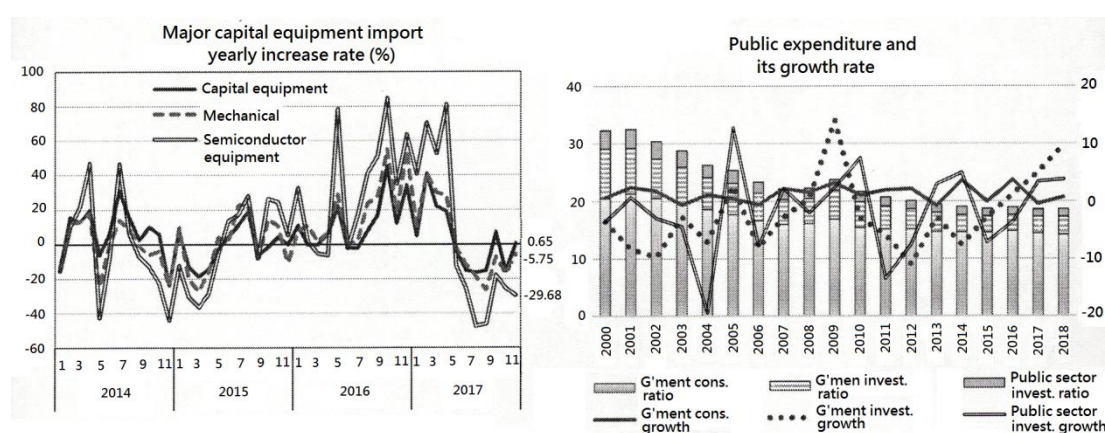 Major capital equipment import
yearly increase rate (%)
100
80
60
40
20
0
-20
-40
-60
Capital equipment
Mechanical
Semiconductor
equipment
0.65
-5.75
-29.68
1 3 5 7 9 11 1 3 5 7 9 11 1 3 5 7 9 11 1 3 5 7 9 11
2014 2015 2016 2017
Public expenditure and
its growth rate
40
30
20
10
0
20
10
0
-10
-20
2000 2001 2002 2003 2004 2005 2006 2007 2008 2009 2010 2011 2012 2013 2014 2015 2016 2017 2018
G'ment cons.
ratio
G'men invest.
ratio
Public sector
invest. ratio
G'ment cons.
growth
G'ment invest.
growth
Public sector
invest. growth